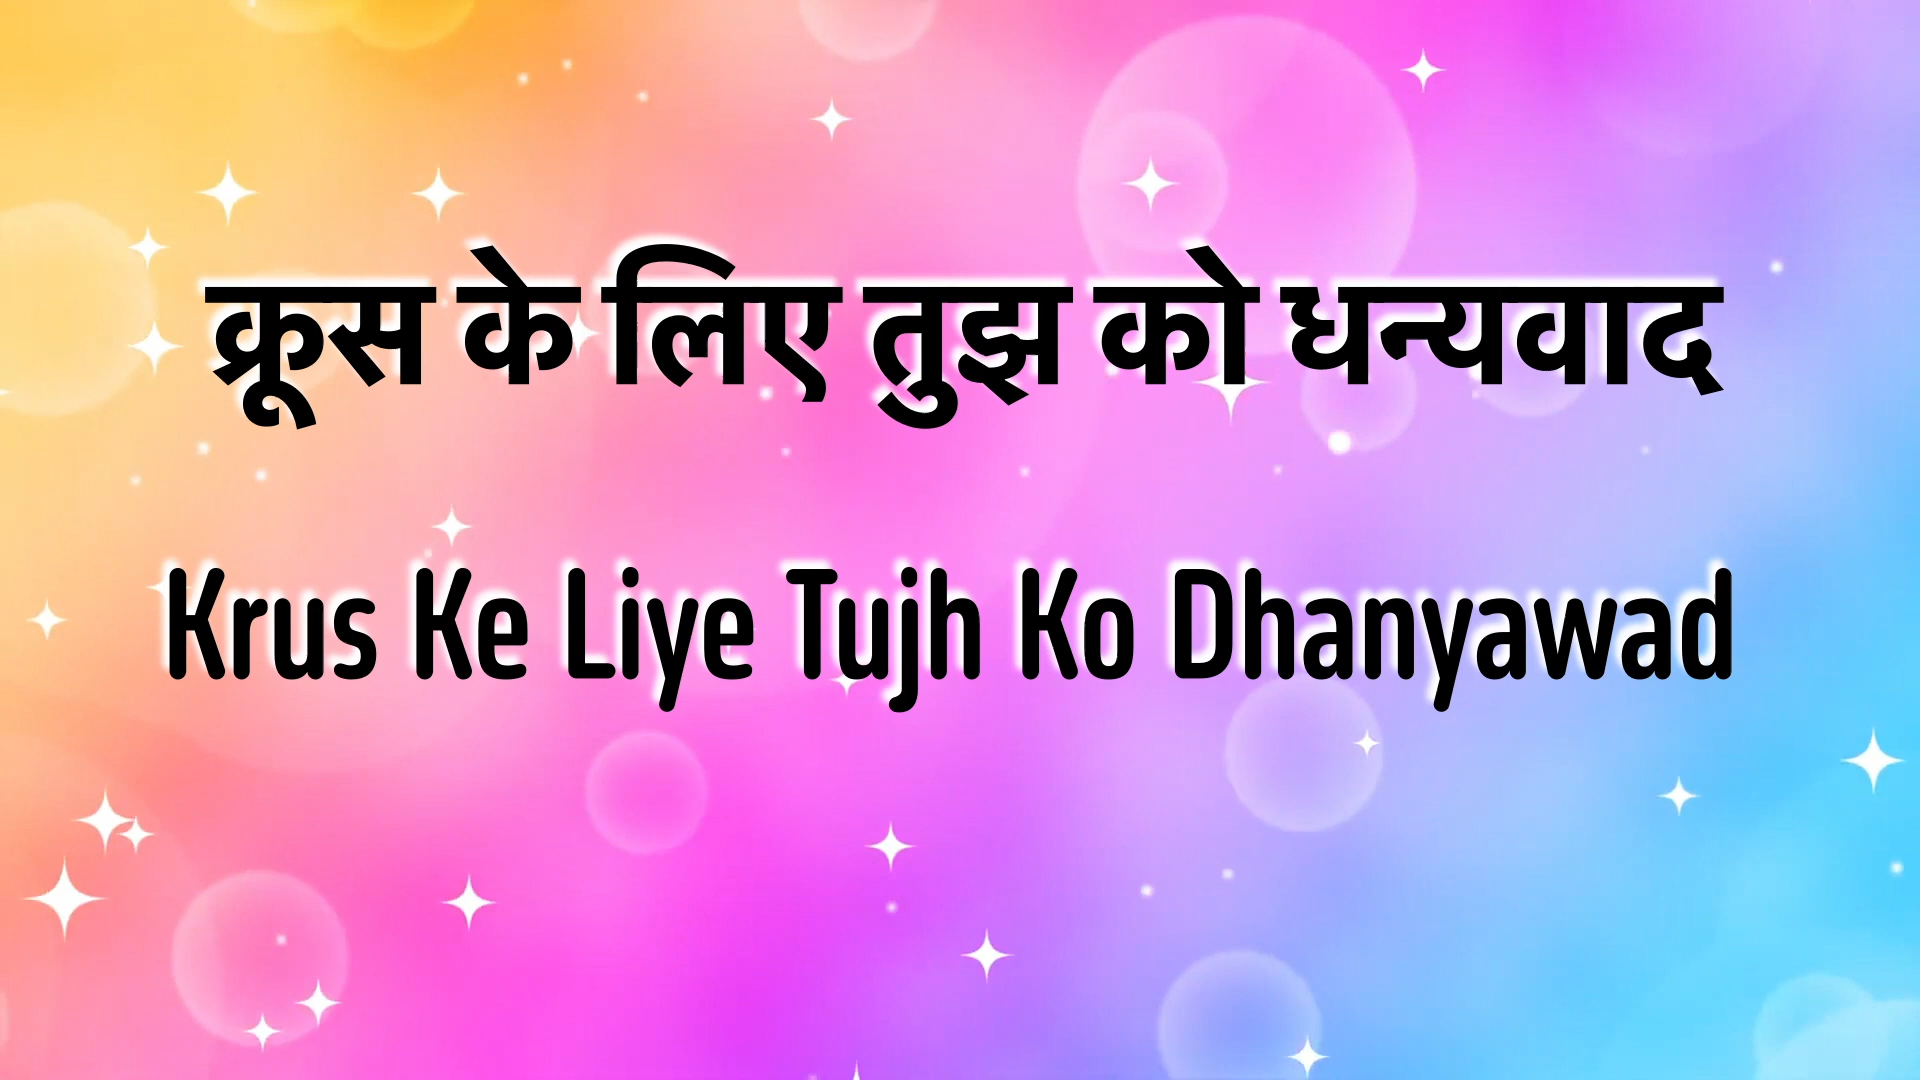 क्रूस के लिए तुझ को धन्यवाद
Krus Ke Liye Tujh Ko Dhanyawad